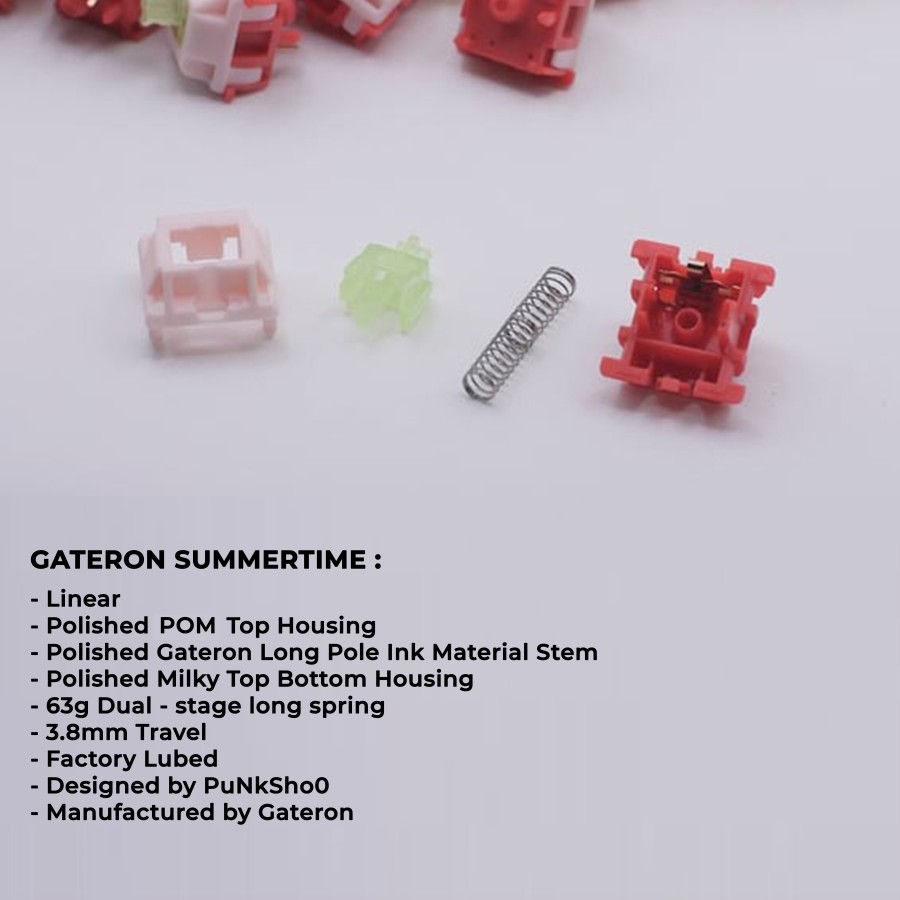 GATERON SUMMERTIME :
- Linear
- Polished POM Top Housing
- Polished Gateron Long Pole Ink Material Stem
- Polished Milky Top Bottom Housing
- 63g Dual - stage long spring
- 3.8mm Travel
- Factory Lubed
- Designed by PuNkSho0
- Manufactured by Gateron